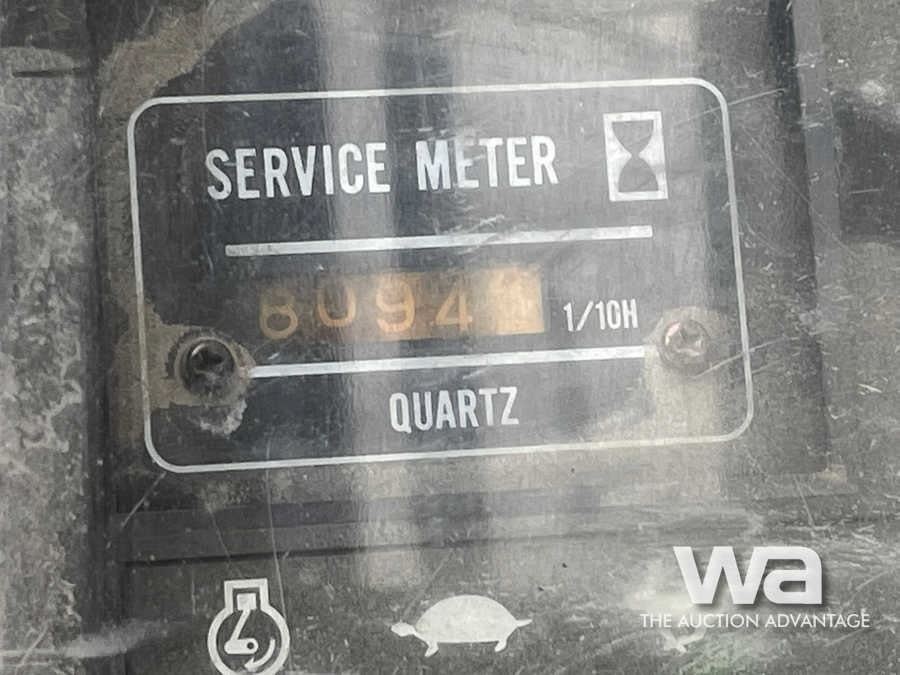 SERVICE METER
8094
1/10H
QUARTZ
wa
THE AUCTION ADVANTAGE